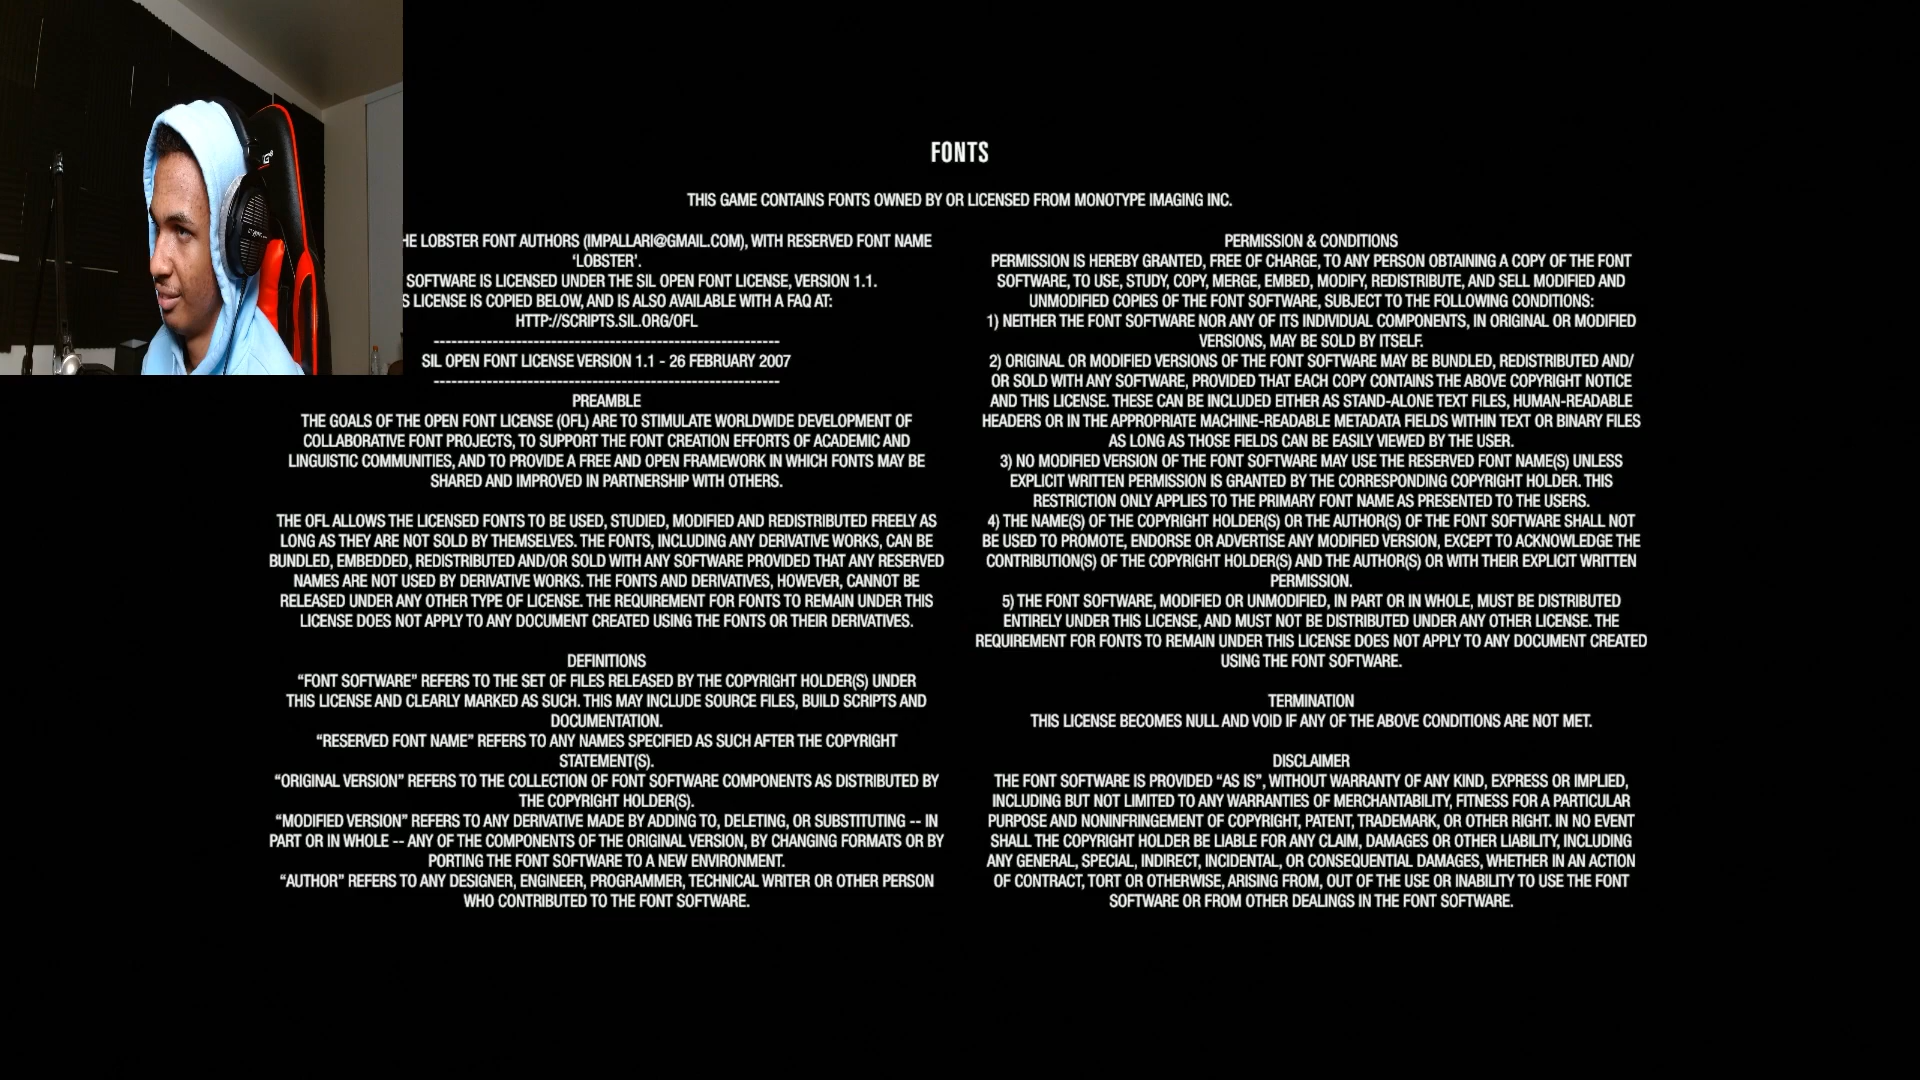 FONTS
THIS GAME CONTAINS FONTS OWNED BY OR LICENSED FROM MONOTYPE IMAGING INC.
LOBSTER FONT AUTHORS (IMPALLARI@GMAIL.COM), WITH RESERVED FONT NAME
‘LOBSTER’.
SOFTWARE IS LICENSED UNDER THE SIL OPEN FONT LICENSE, VERSION 1.1.
LICENSE IS COPIED BELOW, AND IS ALSO AVAILABLE WITH A FAQ AT:
HTTP://SCRIPTS.SIL.ORG/OFL
-----------------------------------------------------------
SIL OPEN FONT LICENSE VERSION 1.1 - 26 FEBRUARY 2007
-----------------------------------------------------------
PREAMBLE
THE GOALS OF THE OPEN FONT LICENSE (OFL) ARE TO STIMULATE WORLDWIDE DEVELOPMENT OF
COLLABORATIVE FONT PROJECTS, TO SUPPORT THE FONT CREATION EFFORTS OF ACADEMIC AND
LINGUISTIC COMMUNITIES, AND TO PROVIDE A FREE AND OPEN FRAMEWORK IN WHICH FONTS MAY BE
SHARED AND IMPROVED IN PARTNERSHIP WITH OTHERS.
THE OFL ALLOWS THE LICENSED FONTS TO BE USED, STUDIED, MODIFIED AND REDISTRIBUTED FREELY AS
LONG AS THEY ARE NOT SOLD BY THEMSELVES. THE FONTS, INCLUDING ANY DERIVATIVE WORKS, CAN BE
BUNDLED, EMBEDDED, REDISTRIBUTED AND/OR SOLD WITH ANY SOFTWARE PROVIDED THAT ANY RESERVED
NAMES ARE NOT USED BY DERIVATIVE WORKS. THE FONTS AND DERIVATIVES, HOWEVER, CANNOT BE
RELEASED UNDER ANY OTHER TYPE OF LICENSE. THE REQUIREMENT FOR FONTS TO REMAIN UNDER THIS
LICENSE DOES NOT APPLY TO ANY DOCUMENT CREATED USING THE FONTS OR THEIR DERIVATIVES.
DEFINITIONS
“FONT SOFTWARE” REFERS TO THE SET OF FILES RELEASED BY THE COPYRIGHT HOLDER(S) UNDER
THIS LICENSE AND CLEARLY MARKED AS SUCH. THIS MAY INCLUDE SOURCE FILES, BUILD SCRIPTS AND
DOCUMENTATION.
“RESERVED FONT NAME” REFERS TO ANY NAMES SPECIFIED AS SUCH AFTER THE COPYRIGHT
STATEMENT(S).
“ORIGINAL VERSION” REFERS TO THE COLLECTION OF FONT SOFTWARE COMPONENTS AS DISTRIBUTED BY
THE COPYRIGHT HOLDER(S).
“MODIFIED VERSION” REFERS TO ANY DERIVATIVE MADE BY ADDING TO, DELETING, OR SUBSTITUTING -- IN
PART OR IN WHOLE -- ANY OF THE COMPONENTS OF THE ORIGINAL VERSION, BY CHANGING FORMATS OR BY
PORTING THE FONT SOFTWARE TO A NEW ENVIRONMENT.
“AUTHOR” REFERS TO ANY DESIGNER, ENGINEER, PROGRAMMER, TECHNICAL WRITER OR OTHER PERSON
WHO CONTRIBUTED TO THE FONT SOFTWARE.
PERMISSION & CONDITIONS
PERMISSION IS HEREBY GRANTED, FREE OF CHARGE, TO ANY PERSON OBTAINING A COPY OF THE FONT
SOFTWARE, TO USE, STUDY, COPY, MERGE, EMBED, MODIFY, REDISTRIBUTE, AND SELL MODIFIED AND
UNMODIFIED COPIES OF THE FONT SOFTWARE, SUBJECT TO THE FOLLOWING CONDITIONS:
1) NEITHER THE FONT SOFTWARE NOR ANY OF ITS INDIVIDUAL COMPONENTS, IN ORIGINAL OR MODIFIED
VERSIONS, MAY BE SOLD BY ITSELF.
2) ORIGINAL OR MODIFIED VERSIONS OF THE FONT SOFTWARE MAY BE BUNDLED, REDISTRIBUTED AND/
OR SOLD WITH ANY SOFTWARE, PROVIDED THAT EACH COPY CONTAINS THE ABOVE COPYRIGHT NOTICE
AND THIS LICENSE. THESE CAN BE INCLUDED EITHER AS STAND-ALONE TEXT FILES, HUMAN-READABLE
HEADERS OR IN THE APPROPRIATE MACHINE-READABLE METADATA FIELDS WITHIN TEXT OR BINARY FILES
AS LONG AS THOSE FIELDS CAN BE EASILY VIEWED BY THE USER.
3) NO MODIFIED VERSION OF THE FONT SOFTWARE MAY USE THE RESERVED FONT NAME(S) UNLESS
EXPLICIT WRITTEN PERMISSION IS GRANTED BY THE CORRESPONDING COPYRIGHT HOLDER. THIS
RESTRICTION ONLY APPLIES TO THE PRIMARY FONT NAME AS PRESENTED TO THE USERS.
4) THE NAME(S) OF THE COPYRIGHT HOLDER(S) OR THE AUTHOR(S) OF THE FONT SOFTWARE SHALL NOT
BE USED TO PROMOTE, ENDORSE OR ADVERTISE ANY MODIFIED VERSION, EXCEPT TO ACKNOWLEDGE THE
CONTRIBUTION(S) OF THE COPYRIGHT HOLDER(S) AND THE AUTHOR(S) OR WITH THEIR EXPLICIT WRITTEN
PERMISSION.
5) THE FONT SOFTWARE, MODIFIED OR UNMODIFIED, IN PART OR IN WHOLE, MUST BE DISTRIBUTED
ENTIRELY UNDER THIS LICENSE, AND MUST NOT BE DISTRIBUTED UNDER ANY OTHER LICENSE. THE
REQUIREMENT FOR FONTS TO REMAIN UNDER THIS LICENSE DOES NOT APPLY TO ANY DOCUMENT CREATED
USING THE FONT SOFTWARE.
TERMINATION
THIS LICENSE BECOMES NULL AND VOID IF ANY OF THE ABOVE CONDITIONS ARE NOT MET.
DISCLAIMER
THE FONT SOFTWARE IS PROVIDED “AS IS”, WITHOUT WARRANTY OF ANY KIND, EXPRESS OR IMPLIED,
INCLUDING BUT NOT LIMITED TO ANY WARRANTIES OF MERCHANTABILITY, FITNESS FOR A PARTICULAR
PURPOSE AND NONINFRINGEMENT OF COPYRIGHT, PATENT, TRADEMARK, OR OTHER RIGHT. IN NO EVENT
SHALL THE COPYRIGHT HOLDER BE LIABLE FOR ANY CLAIM, DAMAGES OR OTHER LIABILITY, INCLUDING
ANY GENERAL, SPECIAL, INDIRECT, INCIDENTAL, OR CONSEQUENTIAL DAMAGES, WHETHER IN AN ACTION
OF CONTRACT, TORT OR OTHERWISE, ARISING FROM, OUT OF THE USE OR INABILITY TO USE THE FONT
SOFTWARE OR FROM OTHER DEALINGS IN THE FONT SOFTWARE.